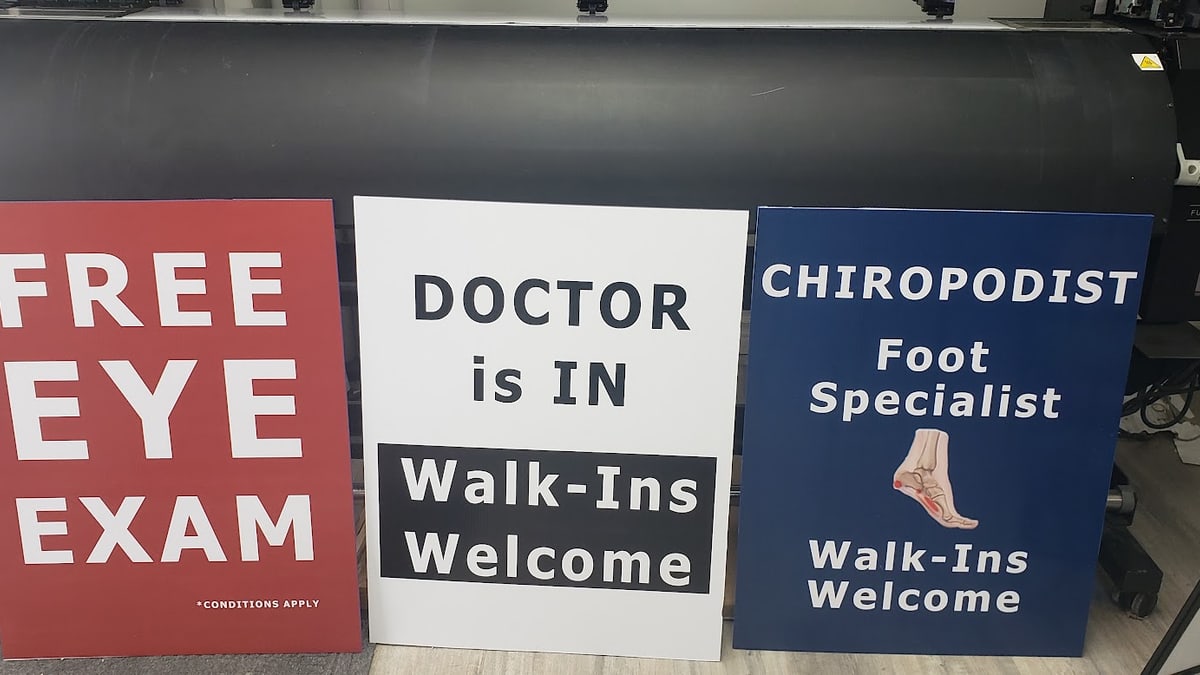 FREE
EYE
EXAM
*CONDITIONS APPLY
DOCTOR
is IN
Walk-Ins
Welcome
CHIROPODIST
Foot
Specialist
Walk-Ins
Welcome